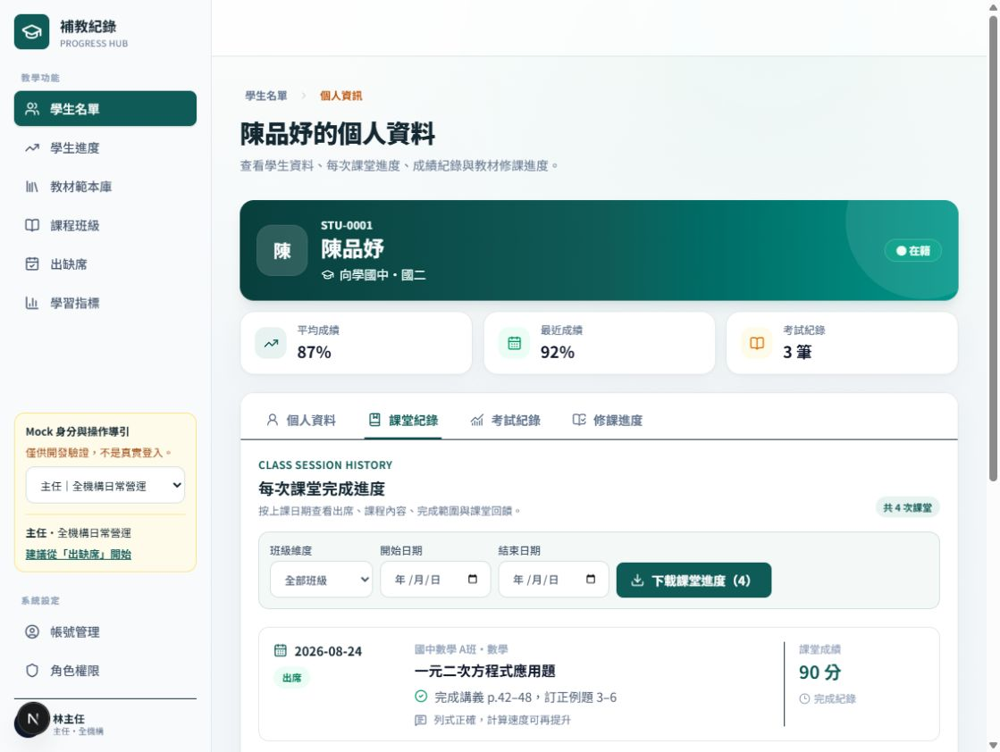 補教紀錄
PROGRESS HUB
教學功能
學生名單
學生進度
教材範本庫
課程班級
出缺席
學習指標
Mock 身分與操作導引
僅供開發驗證，不是真實登入。
主任｜全機構日常營運
主任・全機構日常營運
建議從「出缺席」開始
系統設定
帳號管理
角色權限
N
林主任
主任・全機構
學生名單 › 個人資訊
陳品妤的個人資料
查看學生資料、每次課堂進度、成績紀錄與教材修課進度。
陳
STU-0001
陳品妤
向學國中・國二
在籍
平均成績
87%
最近成績
92%
考試紀錄
3 筆
個人資料
課堂紀錄
考試紀錄
修課進度
CLASS SESSION HISTORY
每次課堂完成進度
按上課日期查看出席、課程內容、完成範圍與課堂回饋。
共 4 次課堂
班級維度
全部班級
開始日期
年 /月/日
結束日期
年 /月/日
下載課堂進度（4）
2026-08-24
出席
國中數學 A班・數學
一元二次方程式應用題
完成講義 p.42–48，訂正例題 3–6
列式正確，計算速度可再提升
課堂成績
90 分
完成紀錄